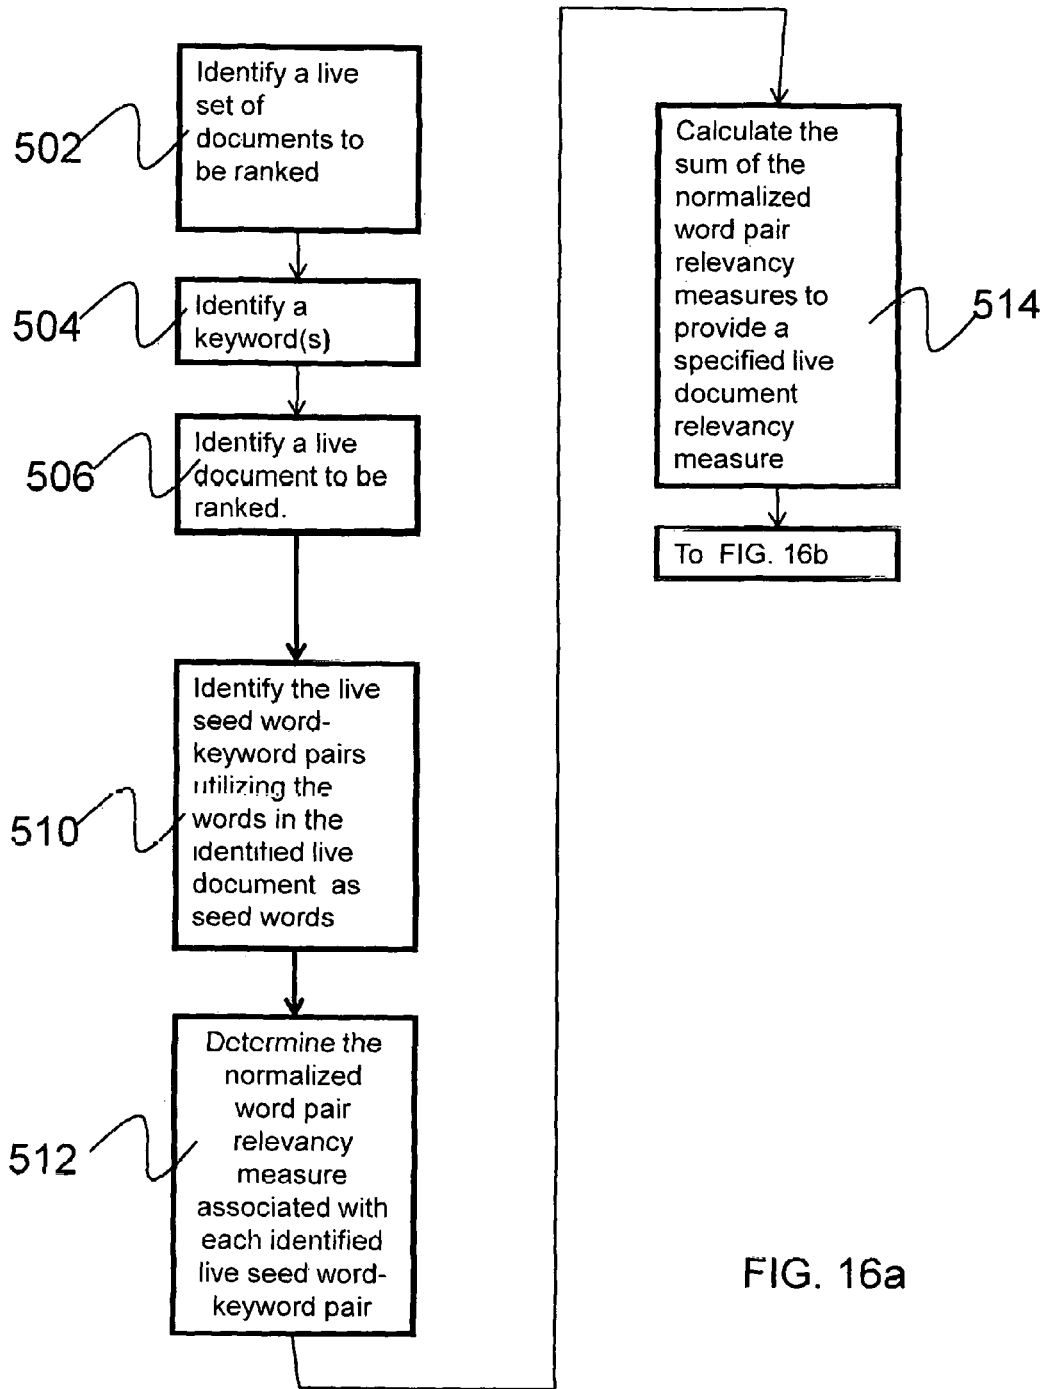 502
Identify a live
set of
documents to
be ranked
504
Identify a
keyword(s)
506
Identify a live
document to be
ranked.
510
Identify the live
seed word-
keyword pairs
utilizing the
words in the
identified live
document as
seed words
512
Determine the
normalized
word pair
relevancy
measure
associated with
each identified
live seed word-
keyword pair
Calculate the
sum of the
normalized
word pair
relevancy
measures to
provide a
specified live
document
relevancy
measure
514
To FIG. 16b
FIG. 16a